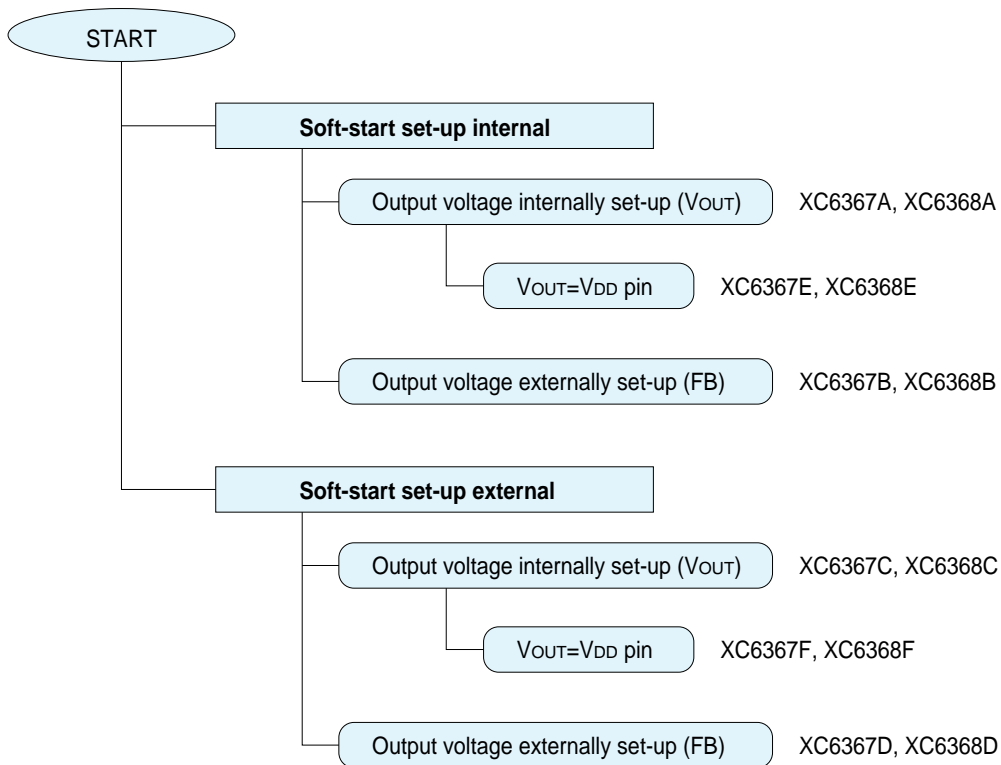 START
Soft-start set-up internal
Output voltage internally set-up (VOUT) XC6367A, XC6368A
VOUT=VDD pin XC6367E, XC6368E
Output voltage externally set-up (FB) XC6367B, XC6368B
Soft-start set-up external
Output voltage internally set-up (VOUT) XC6367C, XC6368C
VOUT=VDD pin XC6367F, XC6368F
Output voltage externally set-up (FB) XC6367D, XC6368D